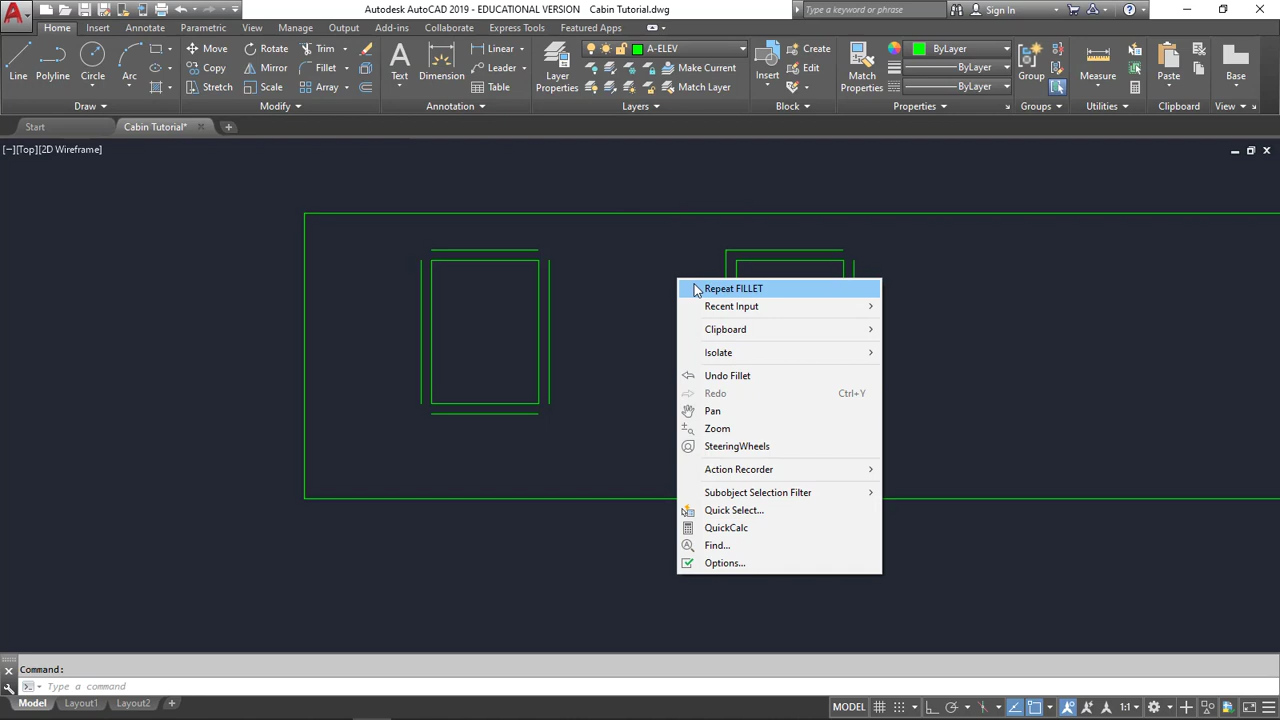 Autodesk AutoCAD 2019 - EDUCATIONAL VERSION Cabin Tutorial.dwg
Type a keyword or phrase
Sign In
Home Insert Annotate Parametric View Manage Output Add-ins Collaborate Express Tools Featured Apps
Line Polyline Circle Arc
Move Rotate Trim
Copy Mirror Fillet
Stretch Scale Array
Text Dimension
Linear
Leader
Table
Layer Properties
A-ELEV
Make Current
Match Layer
Insert
Create
Edit
Match Properties
ByLayer
ByLayer
ByLayer
Group
Measure
Paste
Base
Draw Modify Annotation Layers Block Properties Groups Utilities Clipboard View
Start Cabin Tutorial*
[−][Top][2D Wireframe]
Repeat FILLET
Recent Input
Clipboard
Isolate
Undo Fillet
Redo Ctrl+Y
Pan
Zoom
SteeringWheels
Action Recorder
Subobject Selection Filter
Quick Select...
QuickCalc
Find...
Options...
Command:
Type a command
Model Layout1 Layout2 +
MODEL 1:1